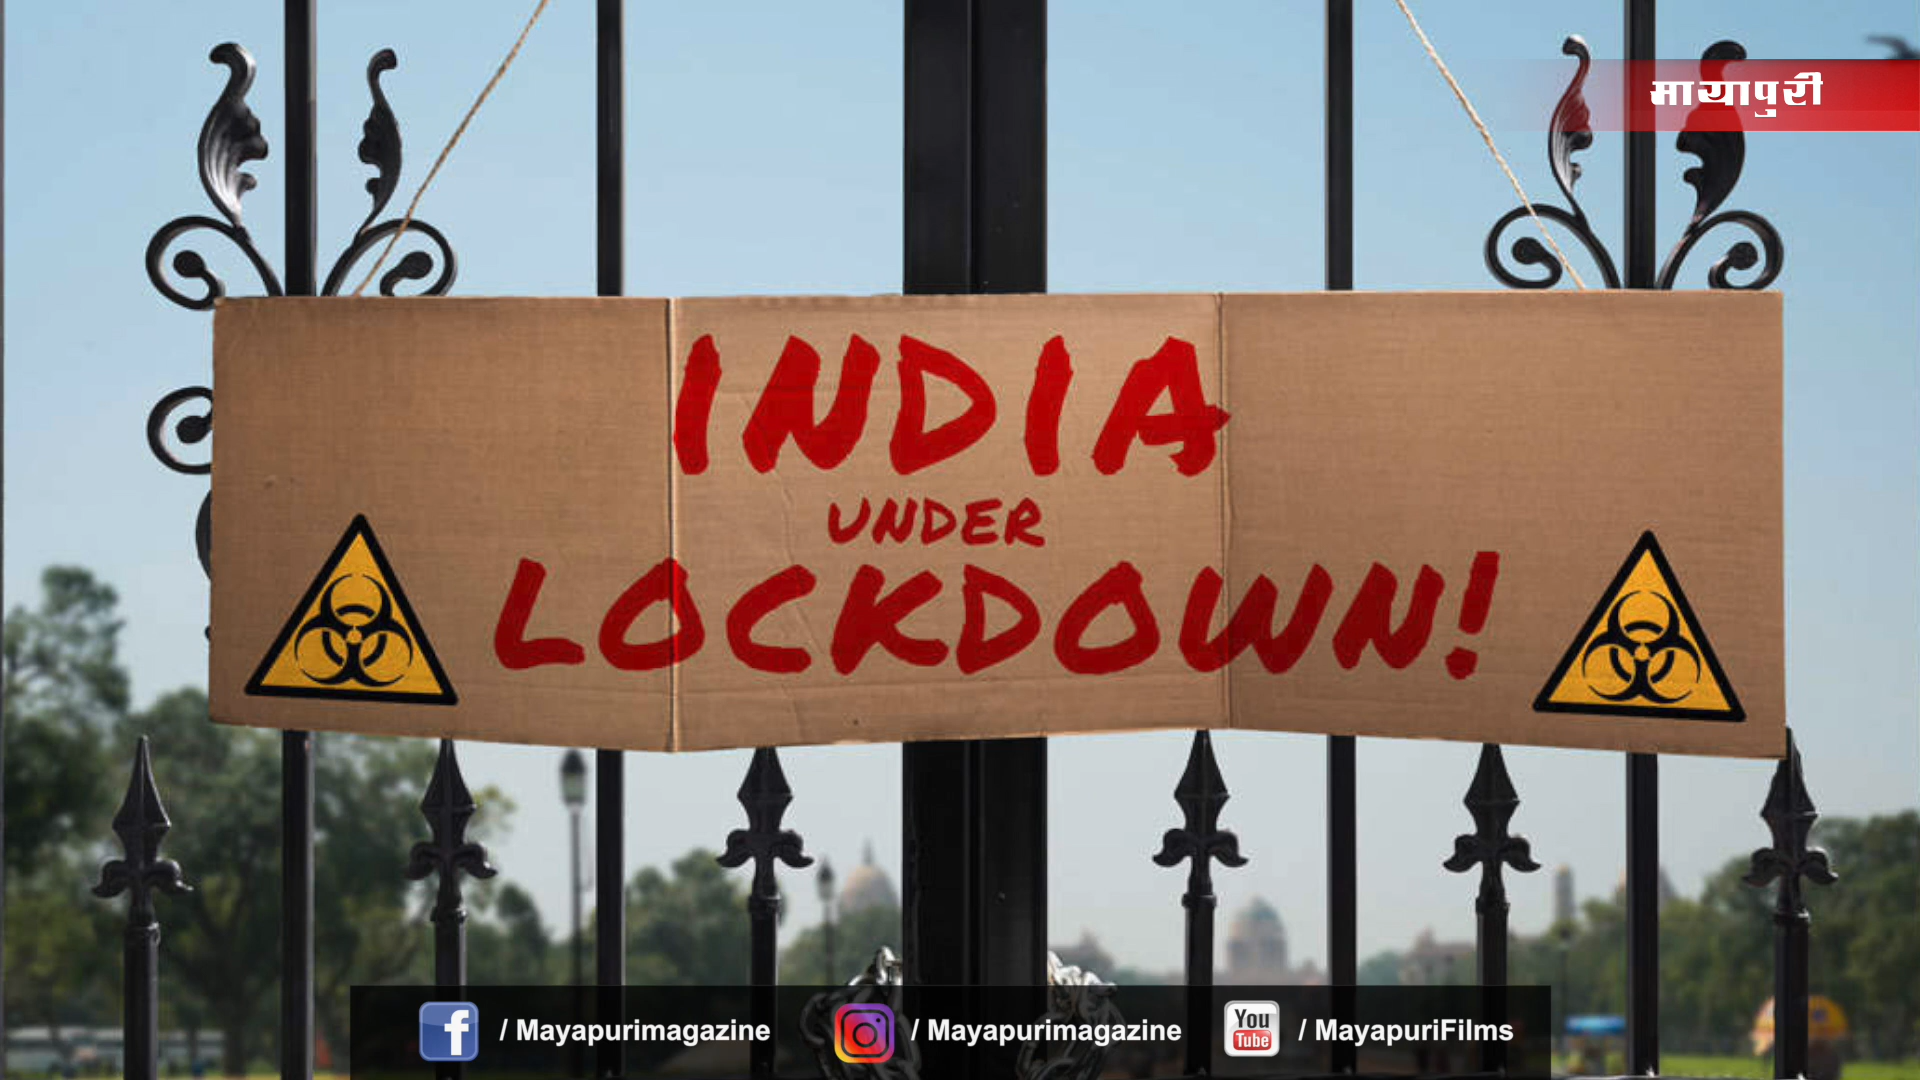 मायापुरी
INDIA
UNDER
LOCKDOWN!
/ Mayapurimagazine
/ Mayapurimagazine
You
Tube
/ MayapuriFilms